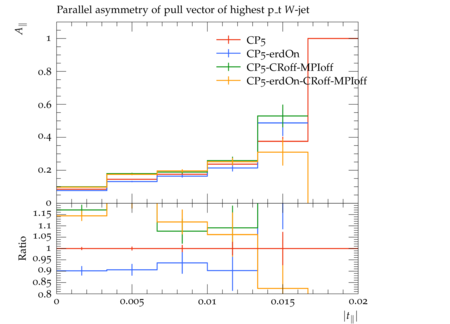 Parallel asymmetry of pull vector of highest p_t W-jet
A∥
CP5
CP5-erdOn
CP5-CRoff-MPIoff
CP5-erdOn-CRoff-MPIoff
1
0.8
0.6
0.4
0.2
0
Ratio
1.15
1.1
1.05
1
0.95
0.9
0.85
0.8
0
0.005
0.01
0.015
0.02
|t∥|